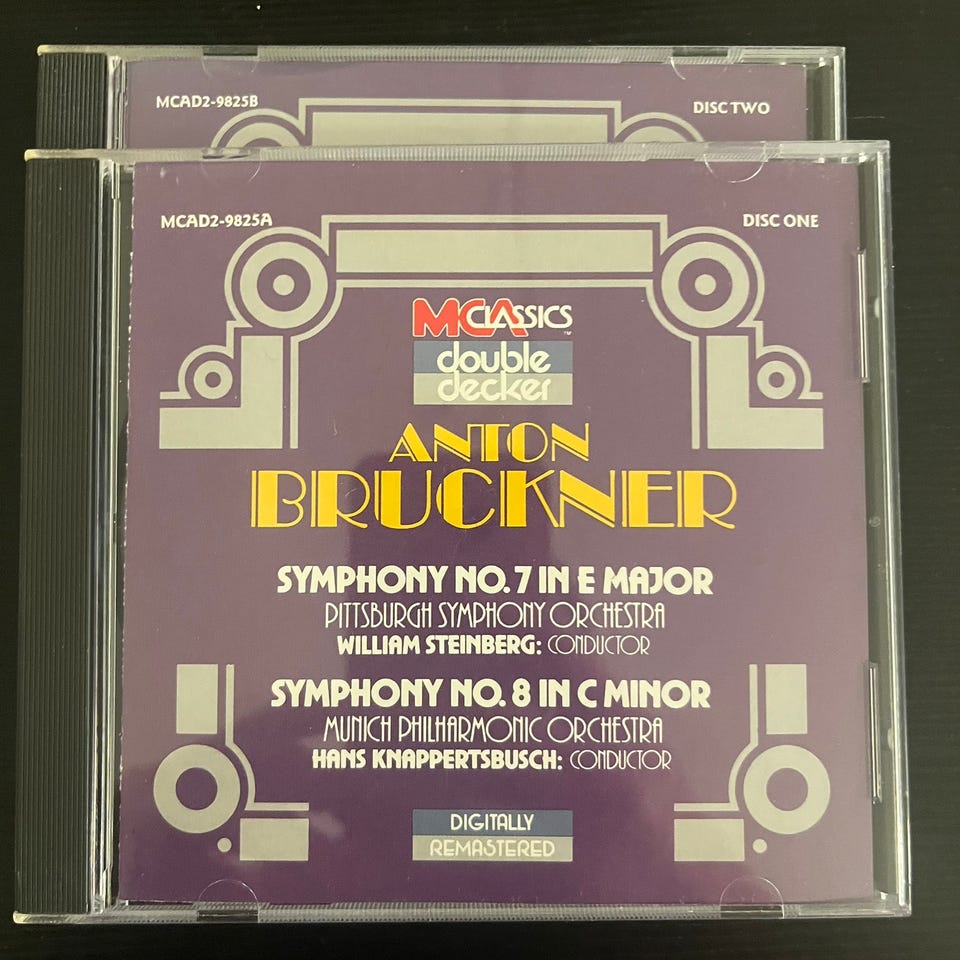 MCAD2-9825B DISC TWO
MCAD2-9825A DISC ONE
MCA CLASSICS ™
double
decker
ANTON
BRUCKNER
SYMPHONY NO. 7 IN E MAJOR
PITTSBURGH SYMPHONY ORCHESTRA
WILLIAM STEINBERG: CONDUCTOR
SYMPHONY NO. 8 IN C MINOR
MUNICH PHILHARMONIC ORCHESTRA
HANS KNAPPERTSBUSCH: CONDUCTOR
DIGITALLY
REMASTERED